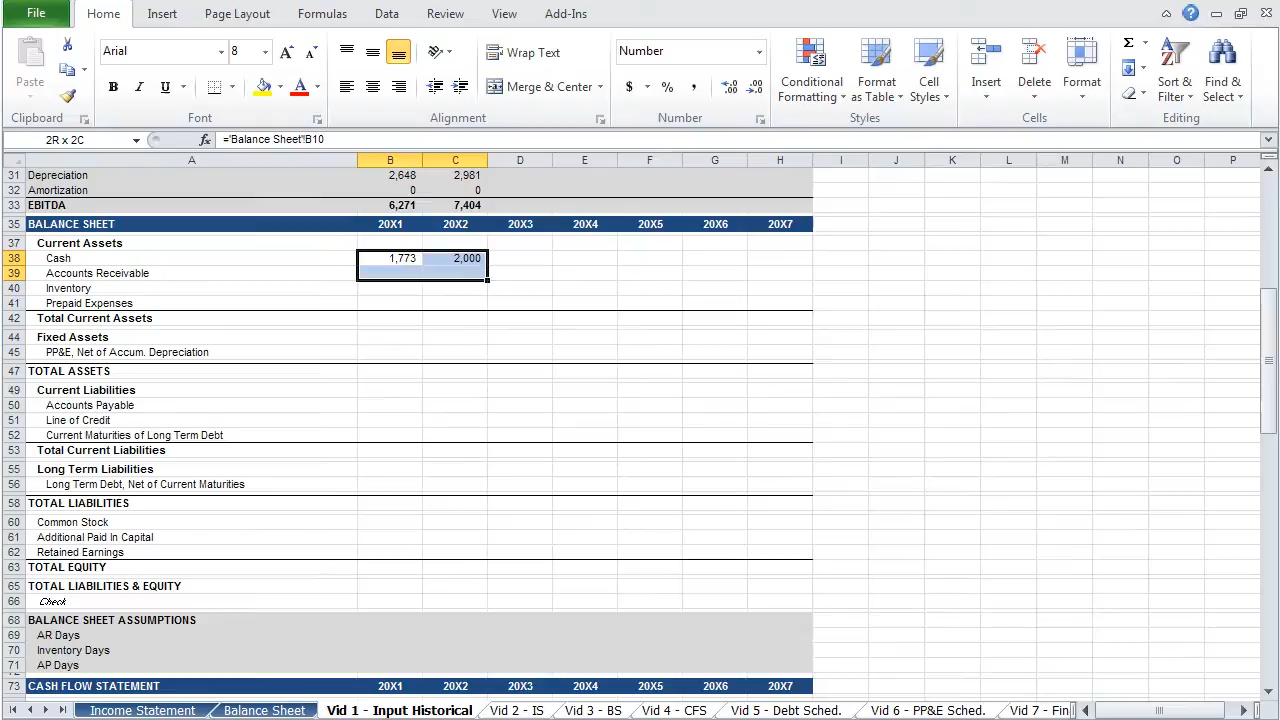 File Home Insert Page Layout Formulas Data Review View Add-Ins
Paste Arial 8 Wrap Text Number
B I U Merge & Center $ % , Conditional Formatting Format as Table Cell Styles Insert Delete Format Sort & Filter Find & Select
Clipboard Font Alignment Number Styles Cells Editing
2R x 2C fx ='Balance Sheet'!B10
A B C D E F G H I J K L M N O P
31 Depreciation 2,648 2,981
32 Amortization 0 0
33 EBITDA 6,271 7,404
35 BALANCE SHEET 20X1 20X2 20X3 20X4 20X5 20X6 20X7
37 Current Assets
38 Cash 1,773 2,000
39 Accounts Receivable
40 Inventory
41 Prepaid Expenses
42 Total Current Assets
44 Fixed Assets
45 PP&E, Net of Accum. Depreciation
47 TOTAL ASSETS
49 Current Liabilities
50 Accounts Payable
51 Line of Credit
52 Current Maturities of Long Term Debt
53 Total Current Liabilities
55 Long Term Liabilities
56 Long Term Debt, Net of Current Maturities
58 TOTAL LIABILITIES
60 Common Stock
61 Additional Paid In Capital
62 Retained Earnings
63 TOTAL EQUITY
65 TOTAL LIABILITIES & EQUITY
66 Check
68 BALANCE SHEET ASSUMPTIONS
69 AR Days
70 Inventory Days
71 AP Days
73 CASH FLOW STATEMENT 20X1 20X2 20X3 20X4 20X5 20X6 20X7
Income Statement Balance Sheet Vid 1 - Input Historical Vid 2 - IS Vid 3 - BS Vid 4 - CFS Vid 5 - Debt Sched. Vid 6 - PP&E Sched. Vid 7 - Fin